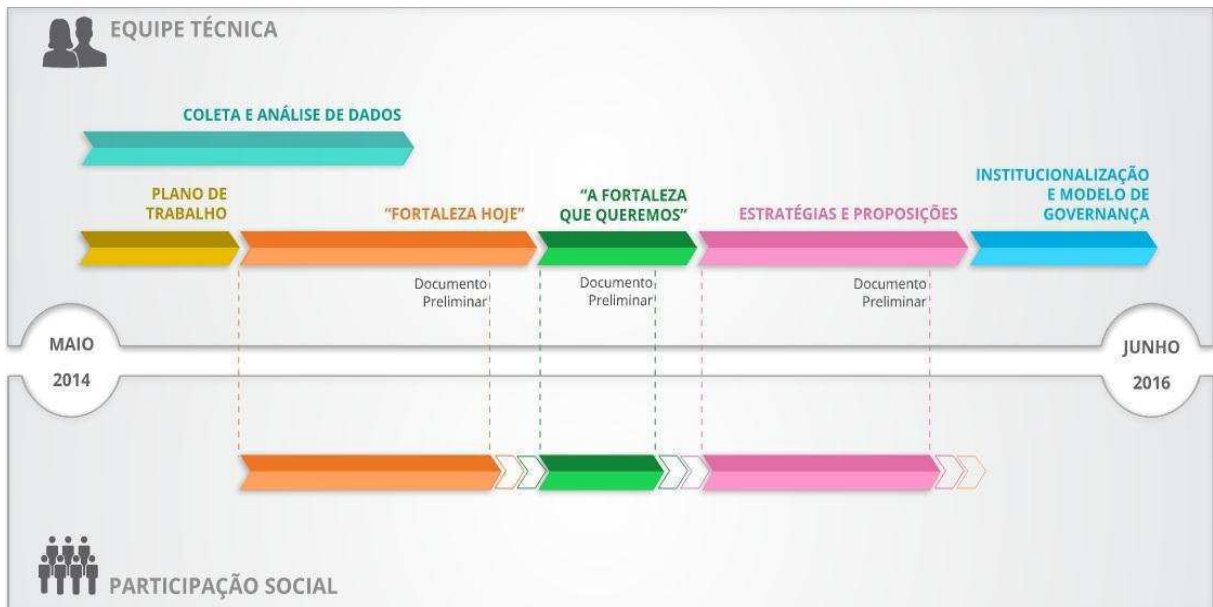 EQUIPE TÉCNICA
COLETA E ANÁLISE DE DADOS
PLANO DE
TRABALHO
“FORTALEZA HOJE”
“A FORTALEZA
QUE QUEREMOS”
ESTRATÉGIAS E PROPOSIÇÕES
INSTITUCIONALIZAÇÃO
E MODELO DE
GOVERNANÇA
Documento
Preliminar
Documento
Preliminar
Documento
Preliminar
MAIO
2014
JUNHO
2016
PARTICIPAÇÃO SOCIAL